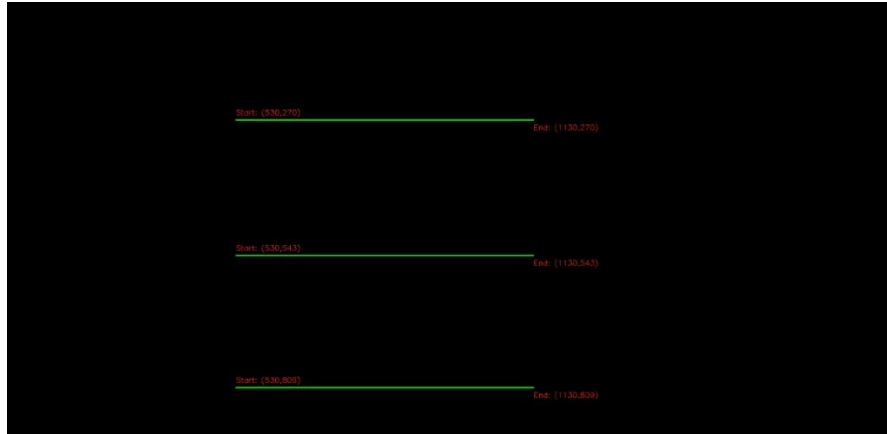 Start: (530,270)
End: (1130,270)
Start: (530,543)
End: (1130,543)
Start: (530,809)
End: (1130,809)